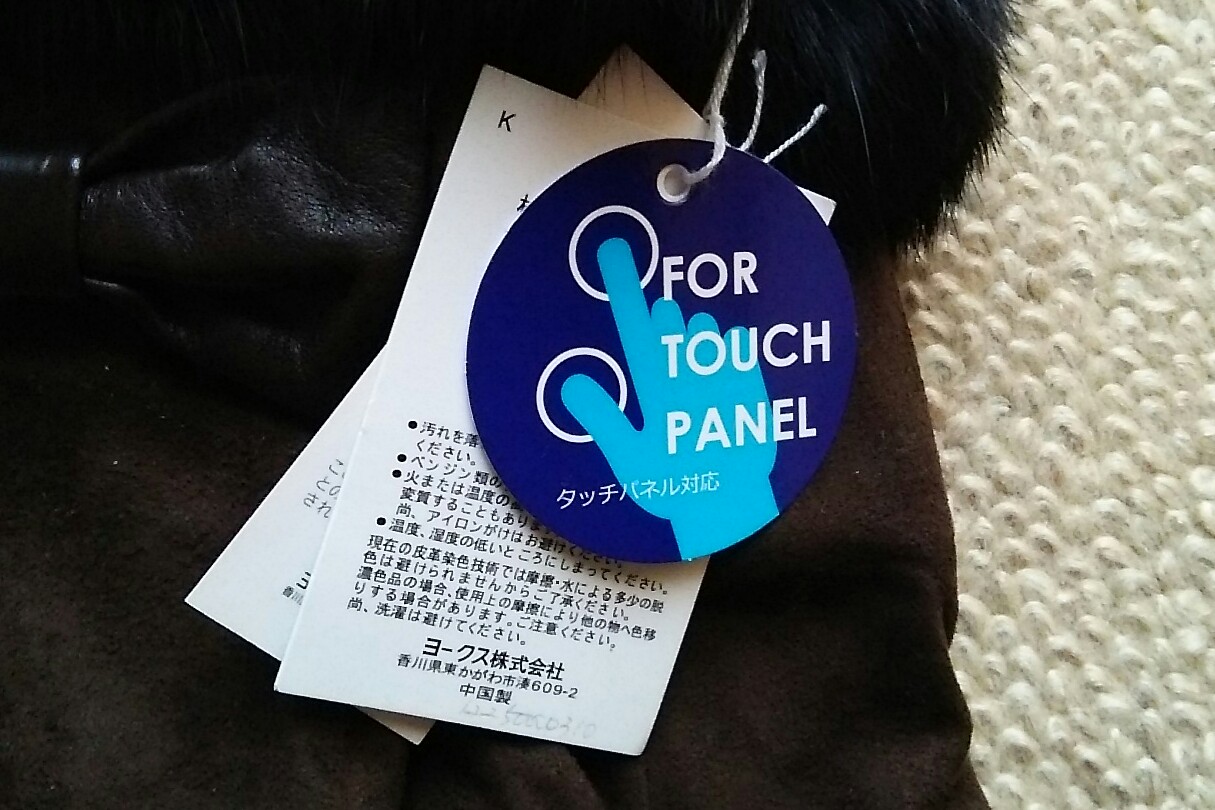 K
FOR
TOUCH
PANEL
タッチパネル対応
●汚れを落
ください。
●ベンジン類の
●火または温度の
変質することもあります
尚、アイロンがけはお避けください。
●温度、湿度の低いところにしまってください。
現在の皮革染色技術では摩擦・水による多少の脱
色は避けられませんからご了承ください。
濃色品の場合、使用上の摩擦により他の物へ色移
りする場合があります。ご注意ください。
尚、洗濯は避けてください。
ヨークス株式会社
香川県東かがわ市湊609-2
中国製
こ
との
され